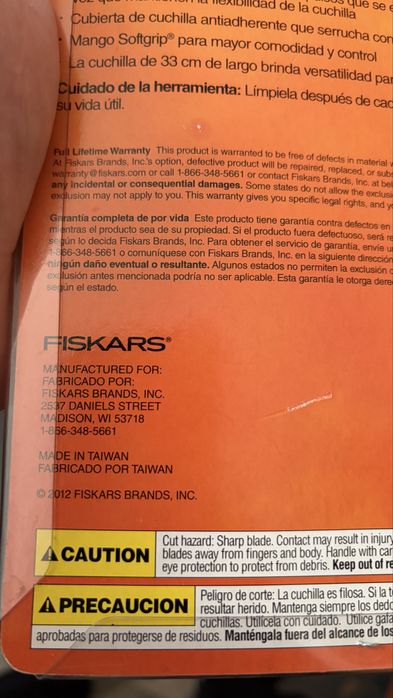 flexibilidad de la cuchilla
· Cubierta de cuchilla antiadherente que serrucha con
· Mango Softgrip® para mayor comodidad y control
· La cuchilla de 33 cm de largo brinda versatilidad
Cuidado de la herramienta: Límpiela después de
su vida útil.
Full Lifetime Warranty This product is warranted to be free of defects in material
At Fiskars Brands, Inc.'s option, defective product will be repaired, replaced, or
warranty@fiskars.com or call 1-866-348-5661 or contact Fiskars Brands, Inc. at
any incidental or consequential damages. Some states do not allow the
exclusion may not apply to you. This warranty gives you specific legal rights, and
Garantía completa de por vida Este producto tiene garantía contra defectos en
mientras el producto sea de su propiedad. Si el producto fuera defectuoso, será
según lo decida Fiskars Brands, Inc. Para obtener el servicio de garantía, envíe
1-866-348-5661 o comuníquese con Fiskars Brands, Inc. en la siguiente dirección
ningún daño eventual o resultante. Algunos estados no permiten la exclusión
exclusión antes mencionada podría no ser aplicable. Esta garantía le otorga
según el estado.
FISKARS®
MANUFACTURED FOR:
FABRICADO POR:
FISKARS BRANDS, INC.
2537 DANIELS STREET
MADISON, WI 53718
1-866-348-5661
MADE IN TAIWAN
FABRICADO POR TAIWAN
© 2012 FISKARS BRANDS, INC.
CAUTION
Cut hazard: Sharp blade. Contact may result in injury
blades away from fingers and body. Handle with
eye protection to protect from debris. Keep out of
PRECAUCION
Peligro de corte: La cuchilla es filosa. Si la
resultar herido. Mantenga siempre los
cuchillas. Utilícela con cuidado. Utilice
aprobadas para protegerse de residuos. Manténgala fuera del alcance de los